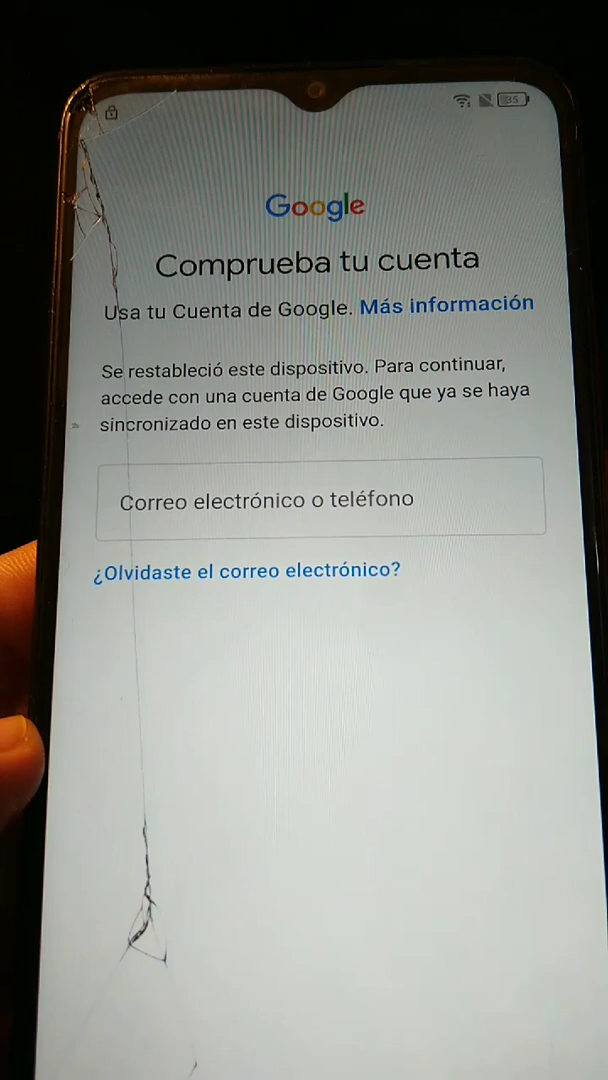 35
Google
Comprueba tu cuenta
Usa tu Cuenta de Google. Más información
Se restableció este dispositivo. Para continuar,
accede con una cuenta de Google que ya se haya
sincronizado en este dispositivo.
Correo electrónico o teléfono
¿Olvidaste el correo electrónico?